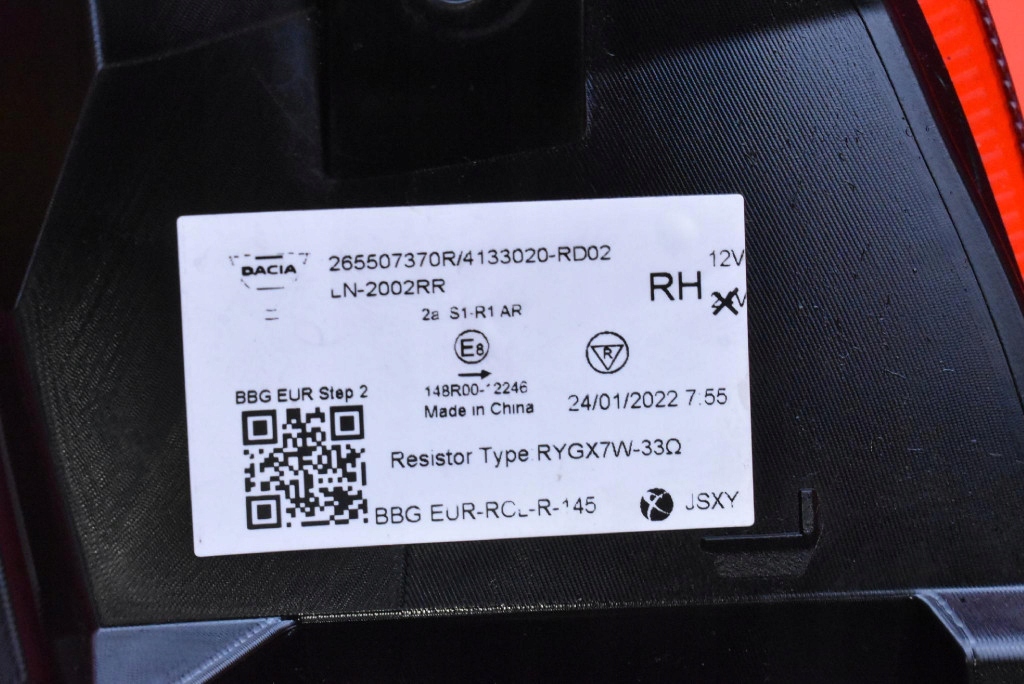 DACIA
265507370R/4133020-RD02
LN-2002RR
2a S1-R1 AR
RH
12V
E8
R
148R00-12246
Made in China
24/01/2022 7:55
BBG EUR Step 2
Resistor Type RYGX7W-33Ω
BBG EUR-RCL-R-145
JSXY